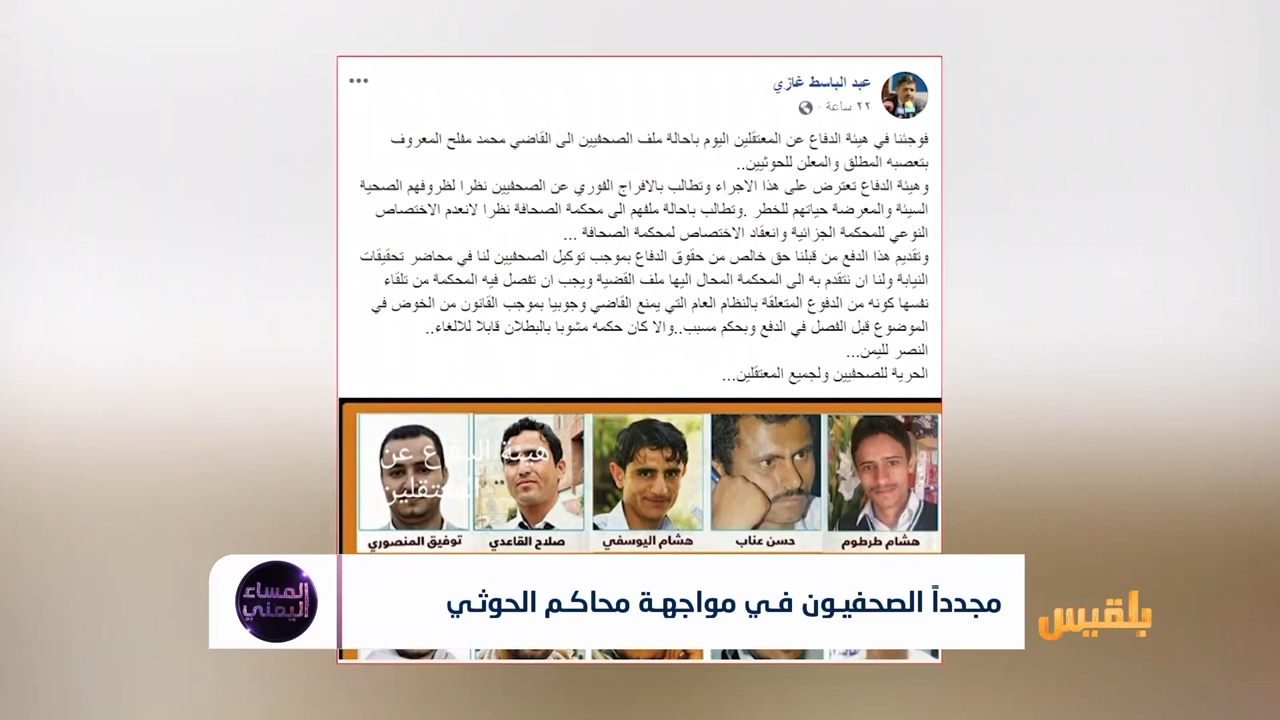 عبد الباسط غازي
٢٢ ساعة ·
فوجئنا في هيئة الدفاع عن المعتقلين اليوم باحالة ملف الصحفيين الى القاضي محمد مفلح المعروف
بتعصبه المطلق والمعلن للحوثيين..
وهيئة الدفاع تعترض على هذا الاجراء وتطالب بالافراج الفوري عن الصحفيين نظرا لظروفهم الصحية
السيئة والمعرضة حياتهم للخطر .وتطالب باحالة ملفهم الى محكمة الصحافة نظرا لانعدم الاختصاص
النوعي للمحكمة الجزائية وانعقاد الاختصاص لمحكمة الصحافة ...
وتقديم هذا الدفع من قبلنا حق خالص من حقوق الدفاع بموجب توكيل الصحفيين لنا في محاضر تحقيقات
النيابة ولنا ان نتقدم به الى المحكمة المحال اليها ملف القضية ويجب ان تفصل فيه المحكمة من تلقاء
نفسها كونه من الدفوع المتعلقة بالنظام العام التي يمنع القاضي وجوبيا بموجب القانون من الخوض في
الموضوع قبل الفصل في الدفع وبحكم مسبب..والا كان حكمه مشوبا بالبطلان قابلا للالغاء..
النصر لليمن...
الحرية للصحفيين ولجميع المعتقلين...
هيئة الدفاع عن
المعتقلين
هشام طرطوم
حسن عناب
هشام اليوسفي
صلاح القاعدي
توفيق المنصوري
مجدداً الصحفيون في مواجهة محاكم الحوثي
المساء
اليمني
بلقيس